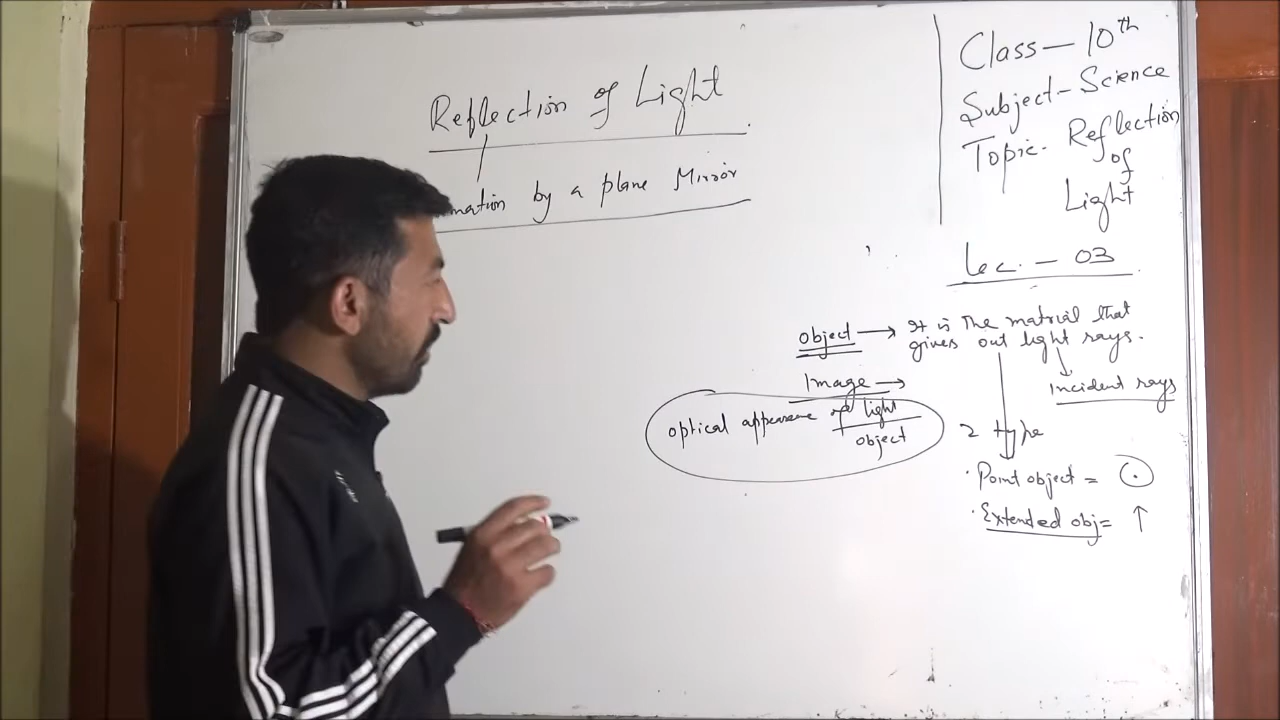 Reflection of Light
mation by a plane Mirror
Class - 10th
Subject - Science
Topic - Reflection
of
Light
Lec. - 03
object → It is the matrial that
gives out light rays.
Incident rays
Image →
optical appearane of light
object
2 type
· Point object =
· Extended obj = ↑